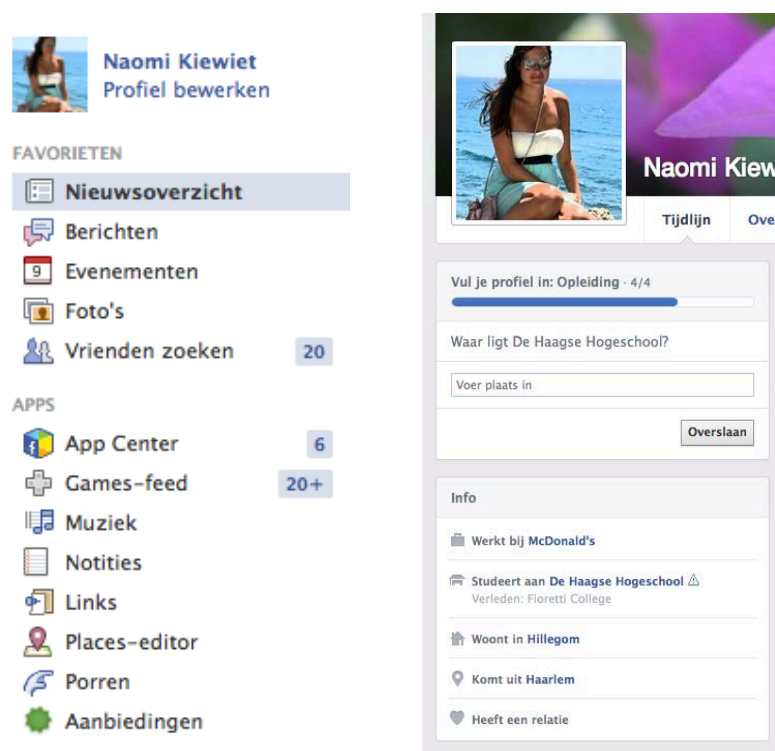 Naomi Kiewiet
Profiel bewerken
FAVORIETEN
Nieuwsoverzicht
Berichten
9 Evenementen
Foto's
Vrienden zoeken 20
APPS
App Center 6
Games-feed 20+
Muziek
Notities
Links
Places-editor
Porren
Aanbiedingen
Naomi Kiew
Tijdlijn Ove
Vul je profiel in: Opleiding · 4/4
Waar ligt De Haagse Hogeschool?
Voer plaats in
Overslaan
Info
Werkt bij McDonald's
Studeert aan De Haagse Hogeschool
Verleden: Fioretti College
Woont in Hillegom
Komt uit Haarlem
Heeft een relatie